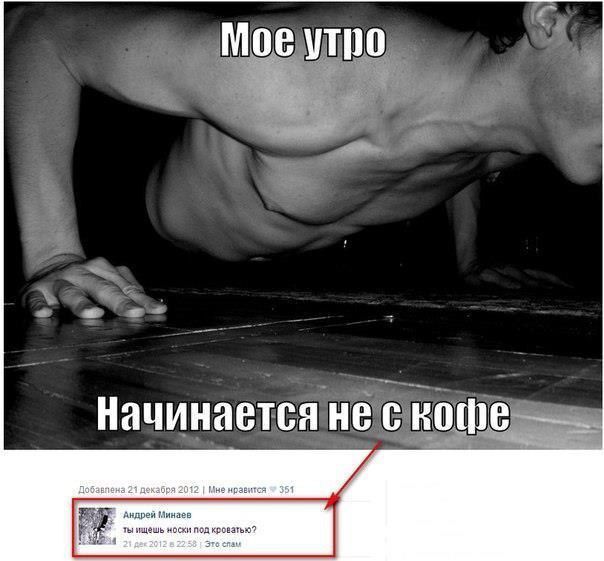 Мое утро
Начинается не с кофе
Добавлена 21 декабря 2012 | Мне нравится 351
Андрей Минаев
ты ищешь носки под кроватью?
21 дек 2012 в 22:58 | Это спам